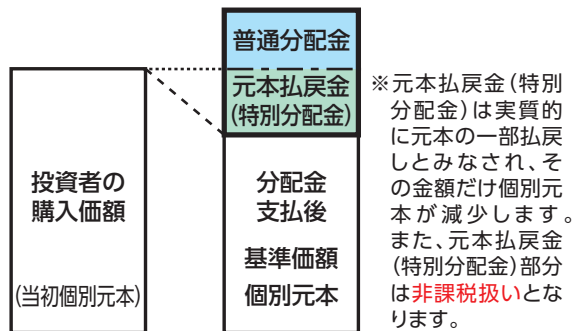 普通分配金
元本払戻金
(特別分配金)
投資者の
購入価額
(当初個別元本)
分配金
支払後
基準価額
個別元本
※元本払戻金(特別
分配金)は実質的
に元本の一部払戻
しとみなされ、そ
の金額だけ個別元
本が減少します。
また、元本払戻金
(特別分配金)部分
は非課税扱いとな
ります。